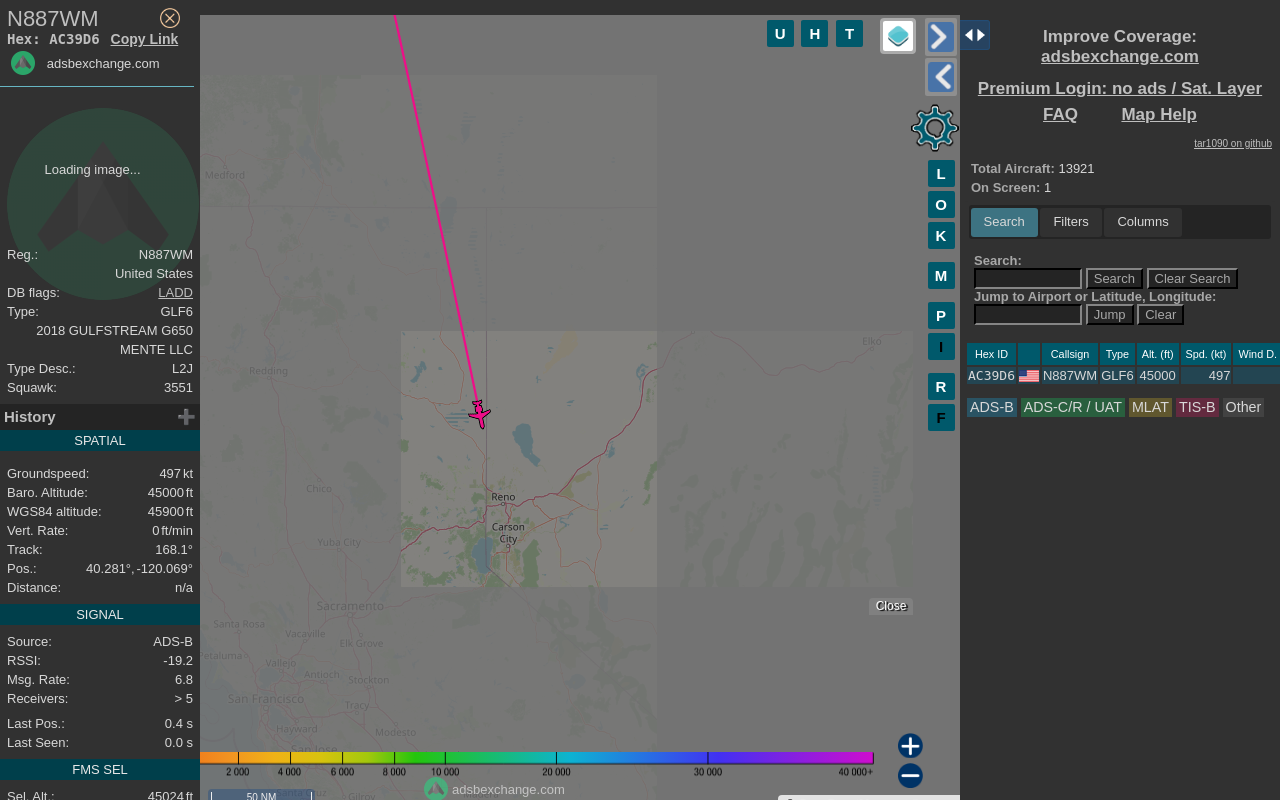 N887WM
Hex: AC39D6 Copy Link
adsbexchange.com
Loading image...
Reg.: N887WM
United States
DB flags: LADD
Type: GLF6
2018 GULFSTREAM G650
MENTE LLC
Type Desc.: L2J
Squawk: 3551
History
SPATIAL
Groundspeed: 497 kt
Baro. Altitude: 45000 ft
WGS84 altitude: 45900 ft
Vert. Rate: 0 ft/min
Track: 168.1°
Pos.: 40.281°, -120.069°
Distance: n/a
SIGNAL
Source: ADS-B
RSSI: -19.2
Msg. Rate: 6.8
Receivers: > 5
Last Pos.: 0.4 s
Last Seen: 0.0 s
FMS SEL
Sel. Alt.: 45024 ft
U H T
L
O
K
M
P
I
R
F
Medford
Redding
Elko
Chico
Reno
Carson
City
Yuba City
Sacramento
Santa Rosa
Vacaville
Elk Grove
Petaluma
Vallejo
Antioch
Stockton
San Francisco
Tracy
Hayward
Modesto
San Jose
Santa Cruz
Gilroy
Close
2 000 4 000 6 000 8 000 10 000 20 000 30 000 40 000+
adsbexchange.com
50 NM
Improve Coverage:
adsbexchange.com
Premium Login: no ads / Sat. Layer
FAQ Map Help
tar1090 on github
Total Aircraft: 13921
On Screen: 1
Search Filters Columns
Search:
Search Clear Search
Jump to Airport or Latitude, Longitude:
Jump Clear
Hex ID Callsign Type Alt. (ft) Spd. (kt) Wind D.
AC39D6 N887WM GLF6 45000 497
ADS-B ADS-C/R / UAT MLAT TIS-B Other